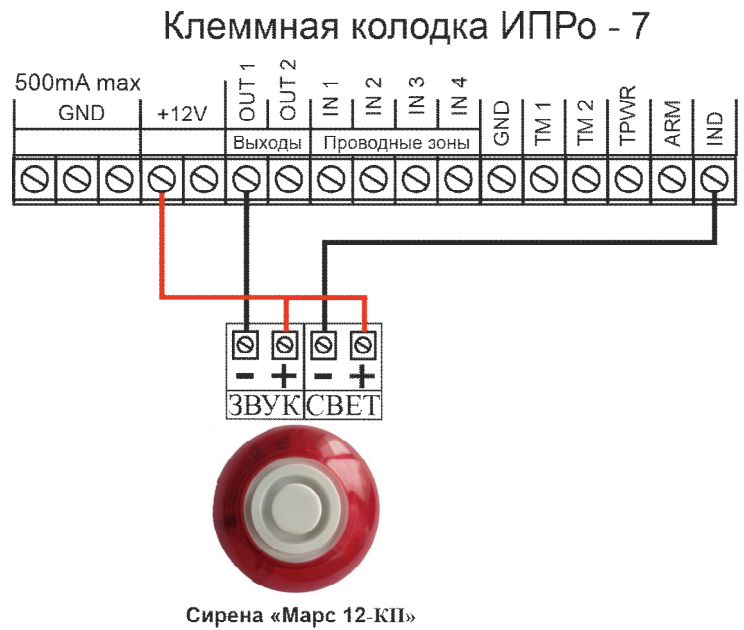 Клеммная колодка ИПРо - 7
500mA max
GND
+12V
OUT 1
OUT 2
IN 1
IN 2
IN 3
IN 4
GND
TM 1
TM 2
TPWR
ARM
IND
Выходы
Проводные зоны
- + - +
ЗВУК СВЕТ
Сирена «Марс 12-КП»